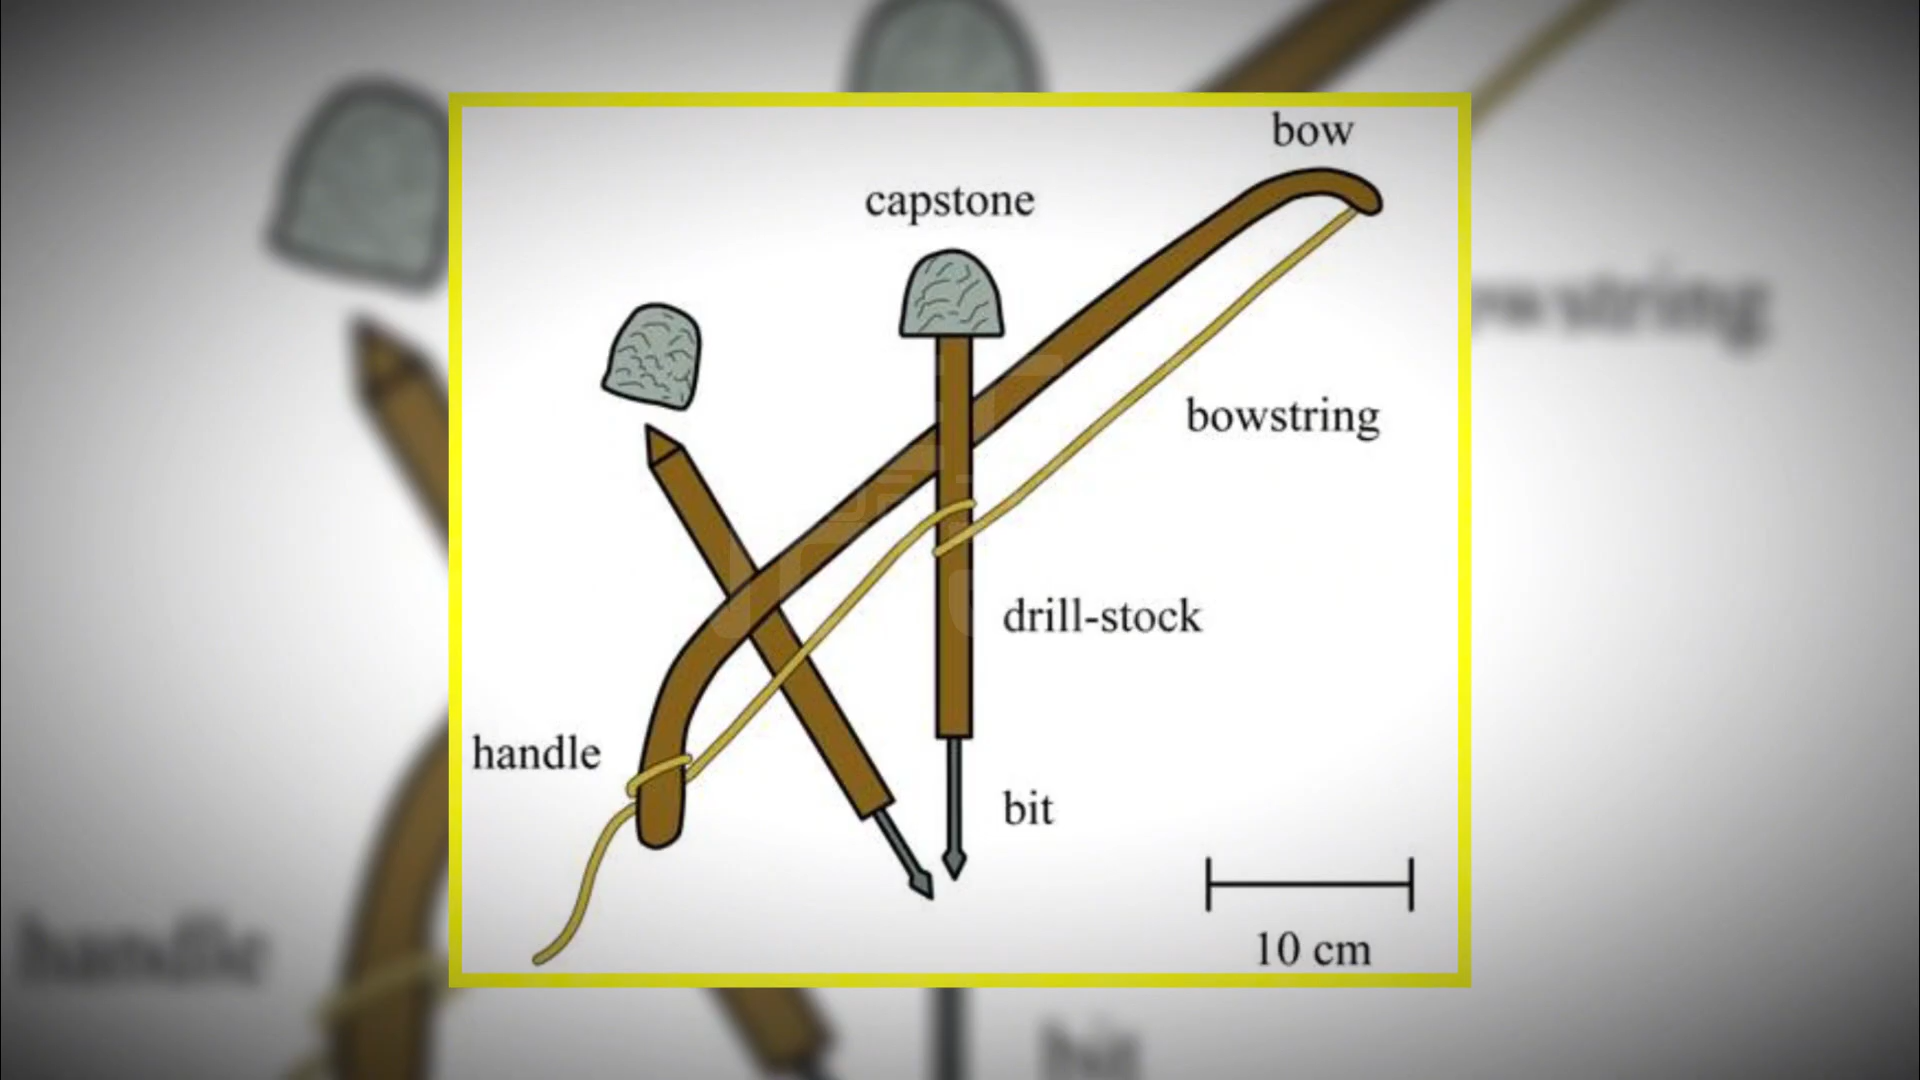 bow
capstone
bowstring
drill-stock
handle
bit
10 cm